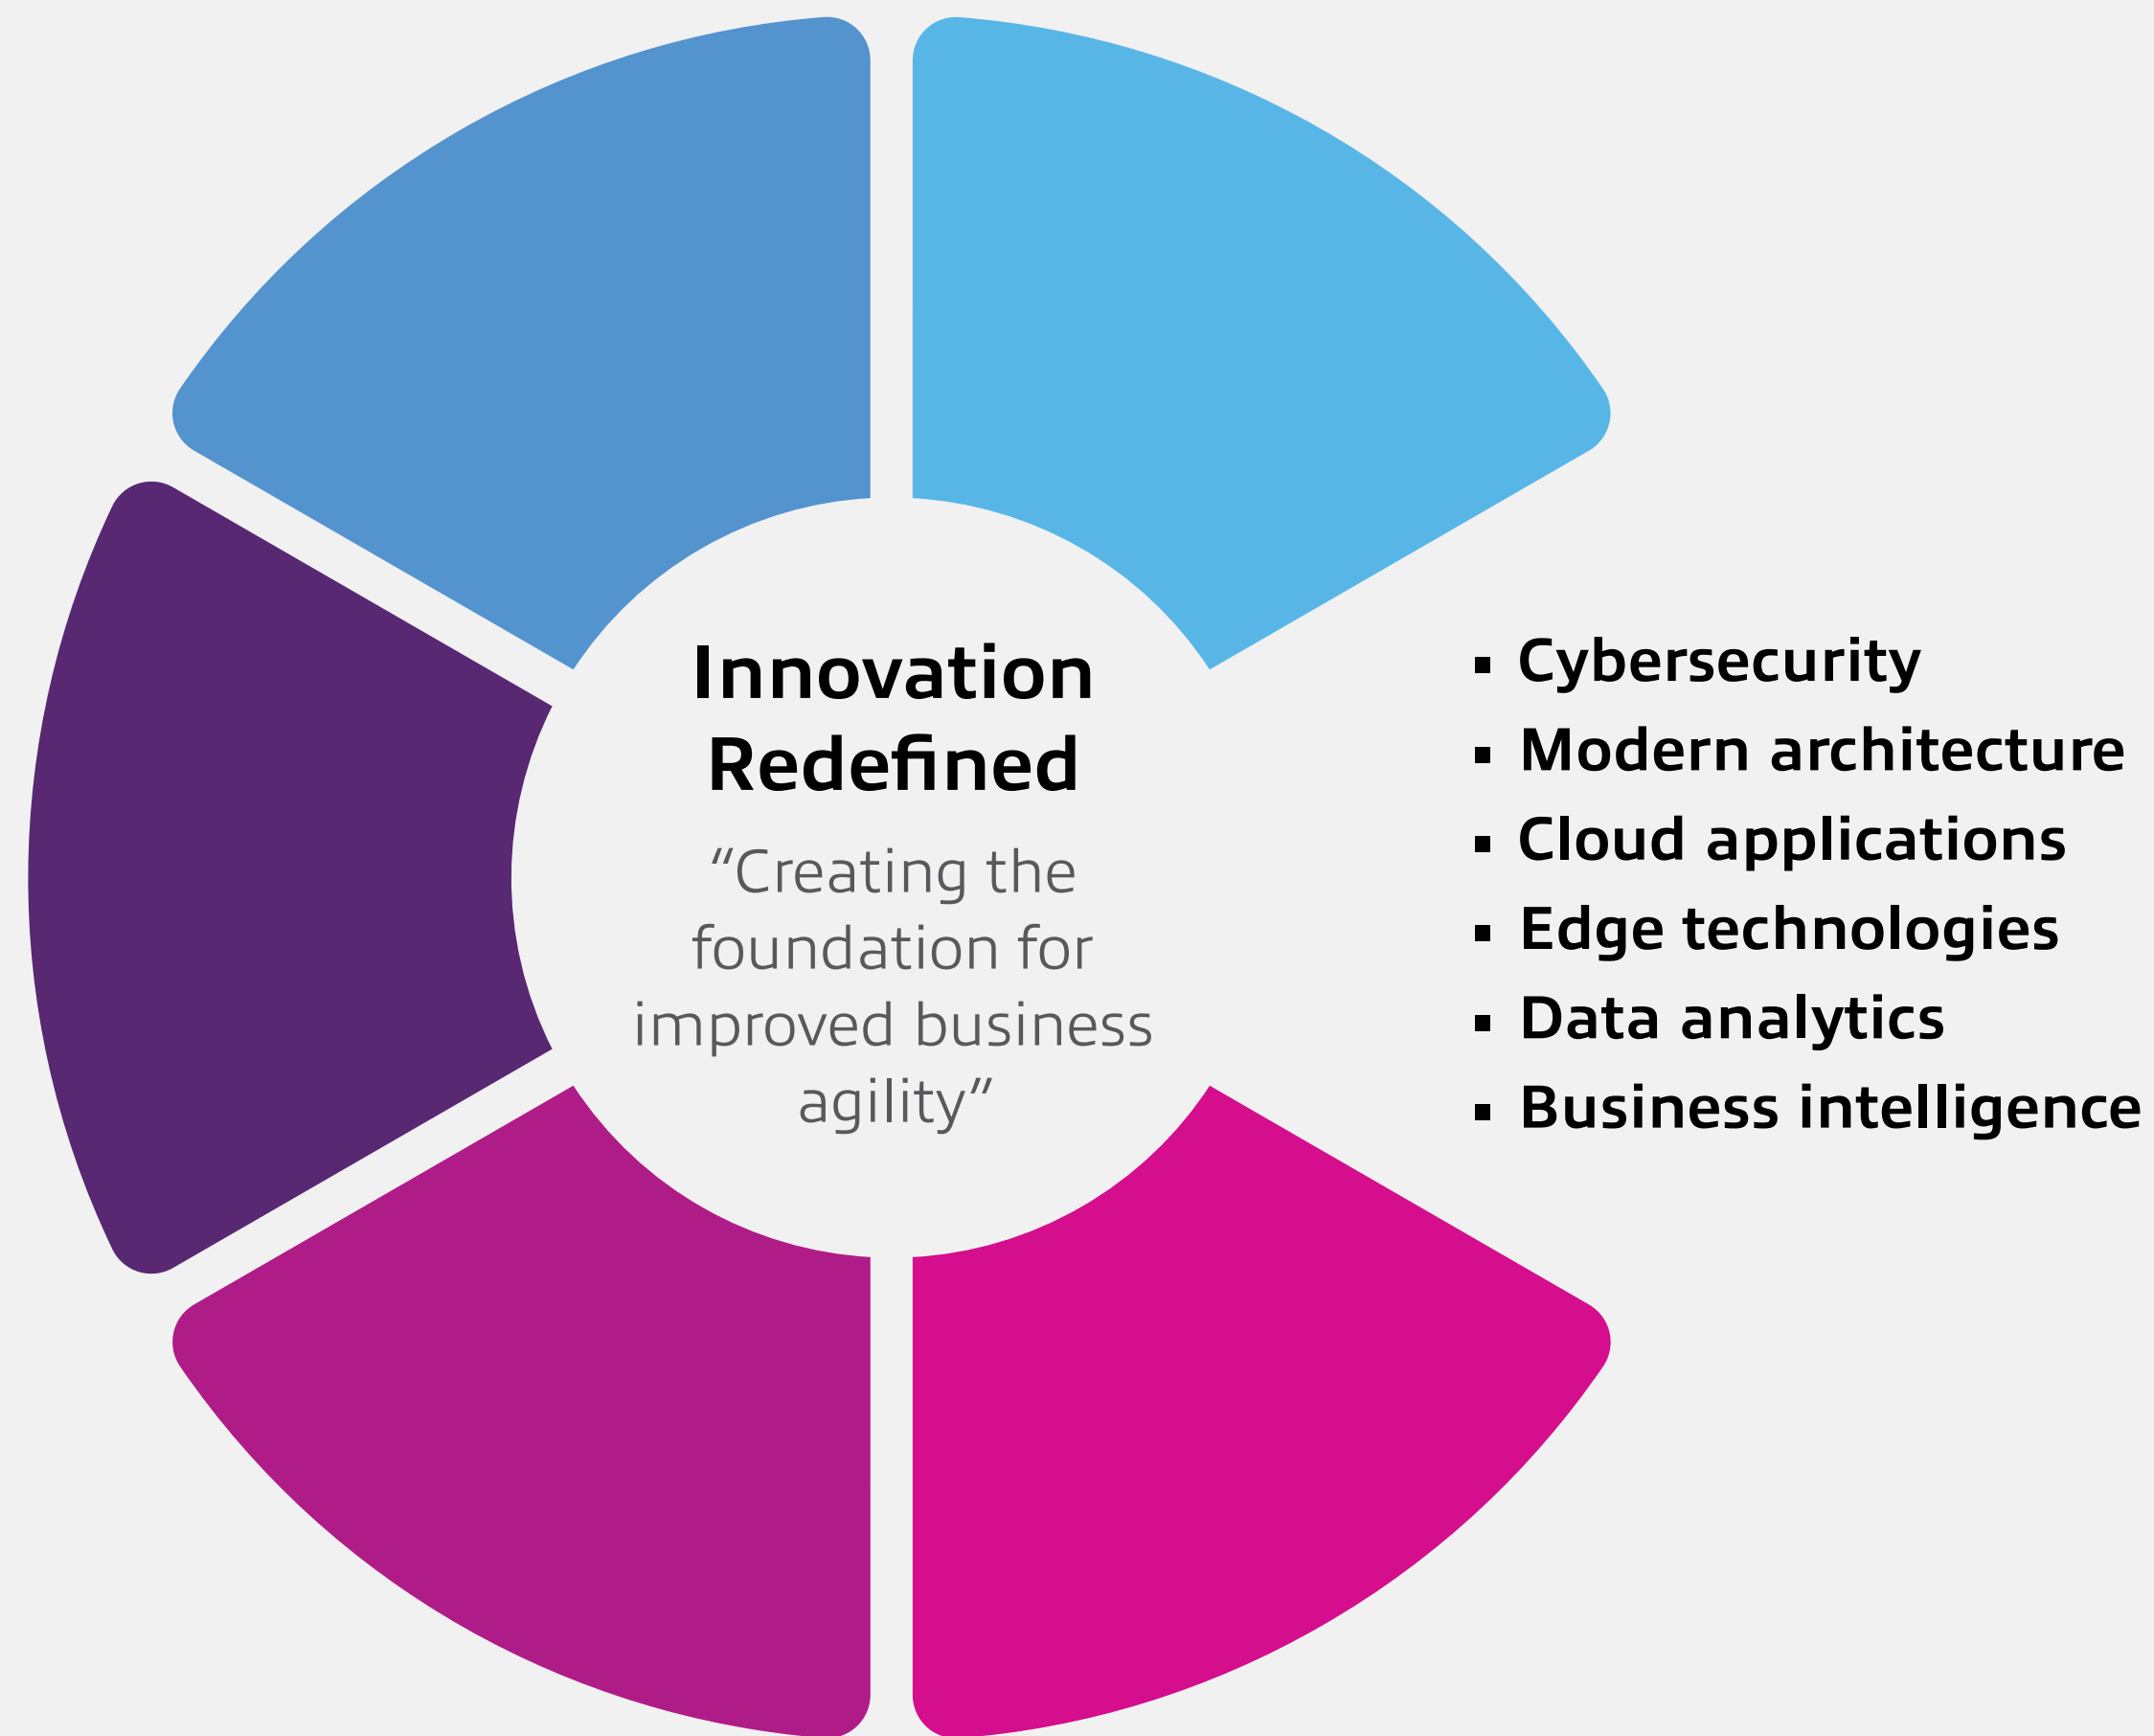 Innovation
Redefined
“Creating the
foundation for
improved business
agility”
▪ Cybersecurity
▪ Modern architecture
▪ Cloud applications
▪ Edge technologies
▪ Data analytics
▪ Business intelligence